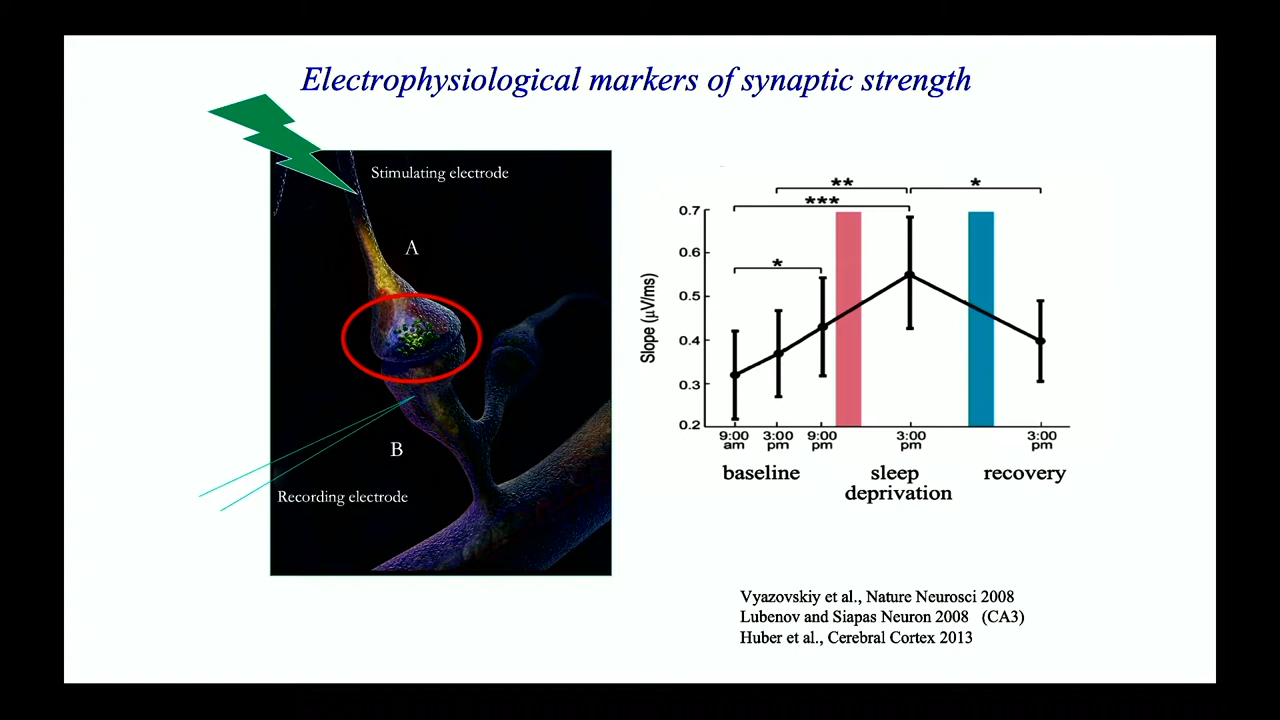 Electrophysiological markers of synaptic strength
Stimulating electrode
A
B
Recording electrode
** *
***
*
Slope (µV/ms)
0.7
0.6
0.5
0.4
0.3
0.2
9:00 3:00 9:00 3:00 3:00
am pm pm pm pm
baseline sleep recovery
deprivation
Vyazovskiy et al., Nature Neurosci 2008
Lubenov and Siapas Neuron 2008 (CA3)
Huber et al., Cerebral Cortex 2013